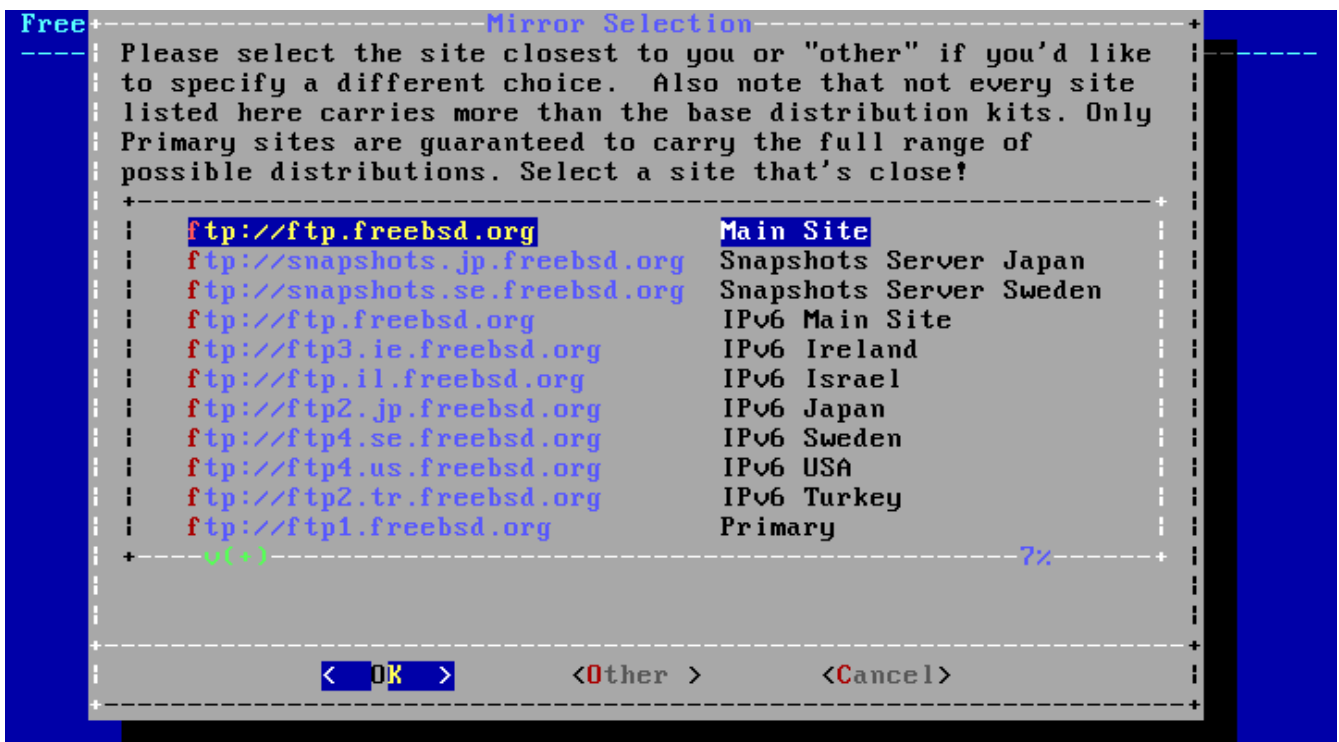 Free
Mirror Selection
Please select the site closest to you or "other" if you'd like
to specify a different choice.  Also note that not every site
listed here carries more than the base distribution kits. Only
Primary sites are guaranteed to carry the full range of
possible distributions. Select a site that's close!
ftp://ftp.freebsd.org Main Site
ftp://snapshots.jp.freebsd.org Snapshots Server Japan
ftp://snapshots.se.freebsd.org Snapshots Server Sweden
ftp://ftp.freebsd.org IPv6 Main Site
ftp://ftp3.ie.freebsd.org IPv6 Ireland
ftp://ftp.il.freebsd.org IPv6 Israel
ftp://ftp2.jp.freebsd.org IPv6 Japan
ftp://ftp4.se.freebsd.org IPv6 Sweden
ftp://ftp4.us.freebsd.org IPv6 USA
ftp://ftp2.tr.freebsd.org IPv6 Turkey
ftp://ftp1.freebsd.org Primary
v(+) 7%
<  OK  > <Other > <Cancel>